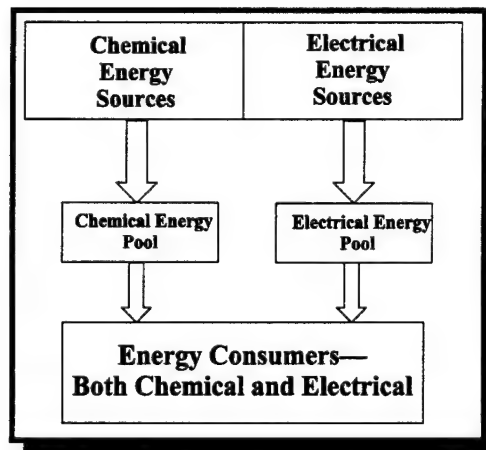 Chemical
Energy
Sources
Electrical
Energy
Sources
Chemical Energy
Pool
Electrical Energy
Pool
Energy Consumers—
Both Chemical and Electrical